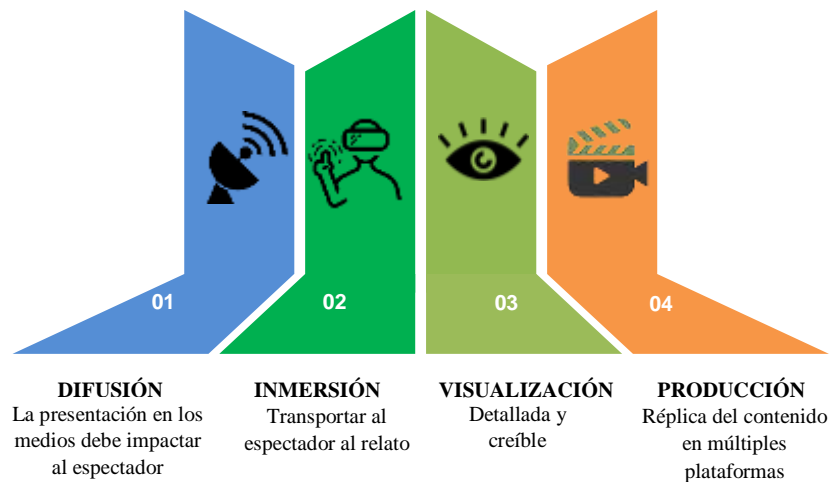 01
02
03
04
DIFUSIÓN
La presentación en los
medios debe impactar
al espectador
INMERSIÓN
Transportar al
espectador al relato
VISUALIZACIÓN
Detallada y
creíble
PRODUCCIÓN
Réplica del contenido
en múltiples
plataformas